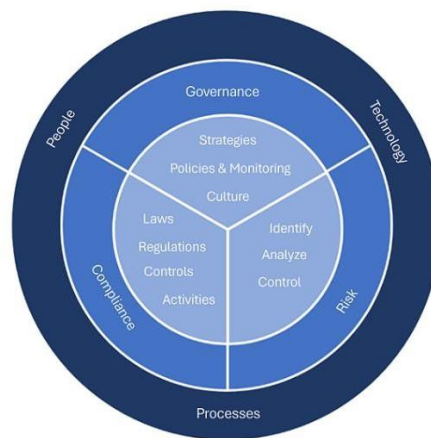 Governance
People
Technology
Strategies
Policies & Monitoring
Culture
Laws
Regulations
Controls
Activities
Identify
Analyze
Control
Compliance
Risk
Processes